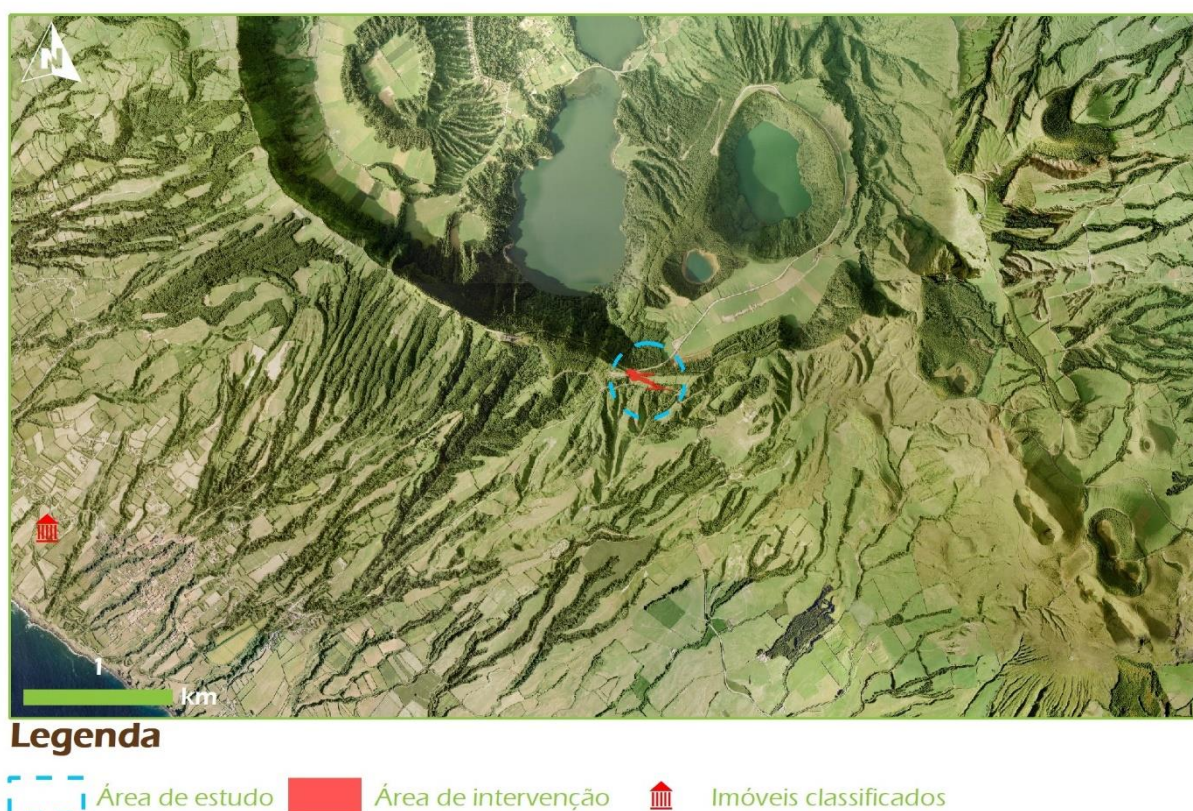 N
1
km
Legenda
Área de estudo Área de intervenção Imóveis classificados